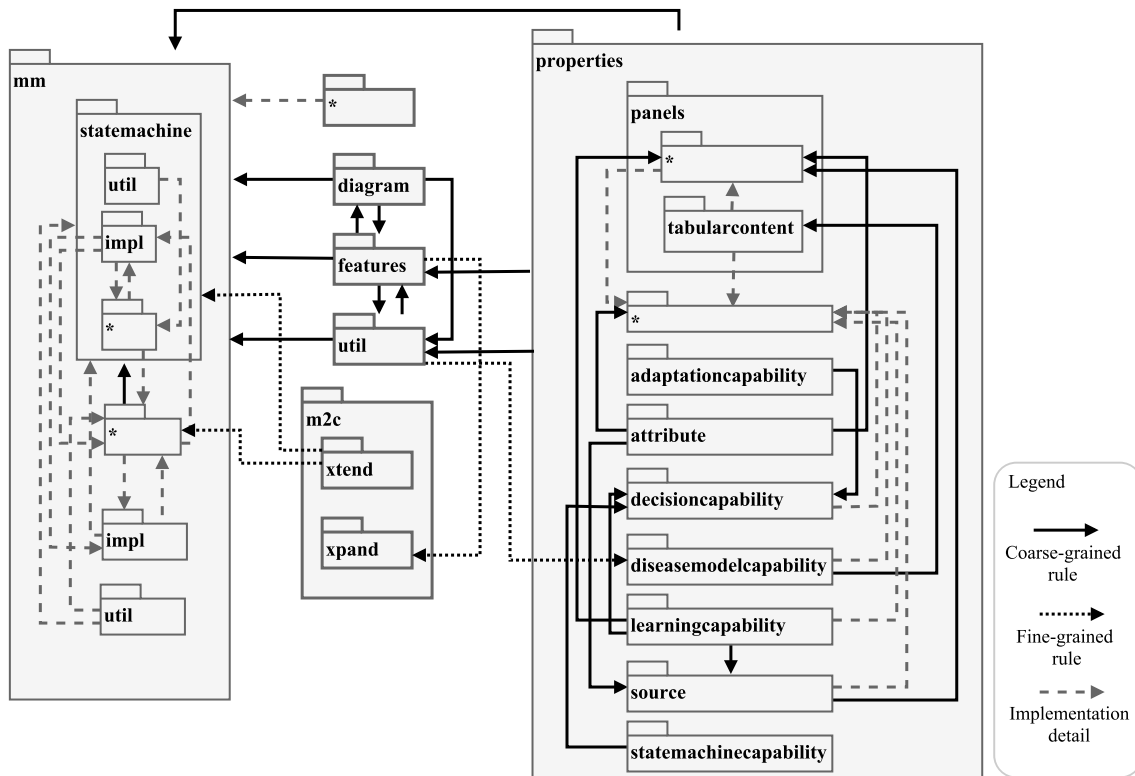 mm
statemachine
util
impl
*
*
impl
util
*
diagram
features
util
m2c
xtend
xpand
properties
panels
*
tabularcontent
*
adaptationcapability
attribute
decisioncapability
diseasemodelcapability
learningcapability
source
statemachinecapability
Legend
Coarse-grained
rule
Fine-grained
rule
Implementation
detail